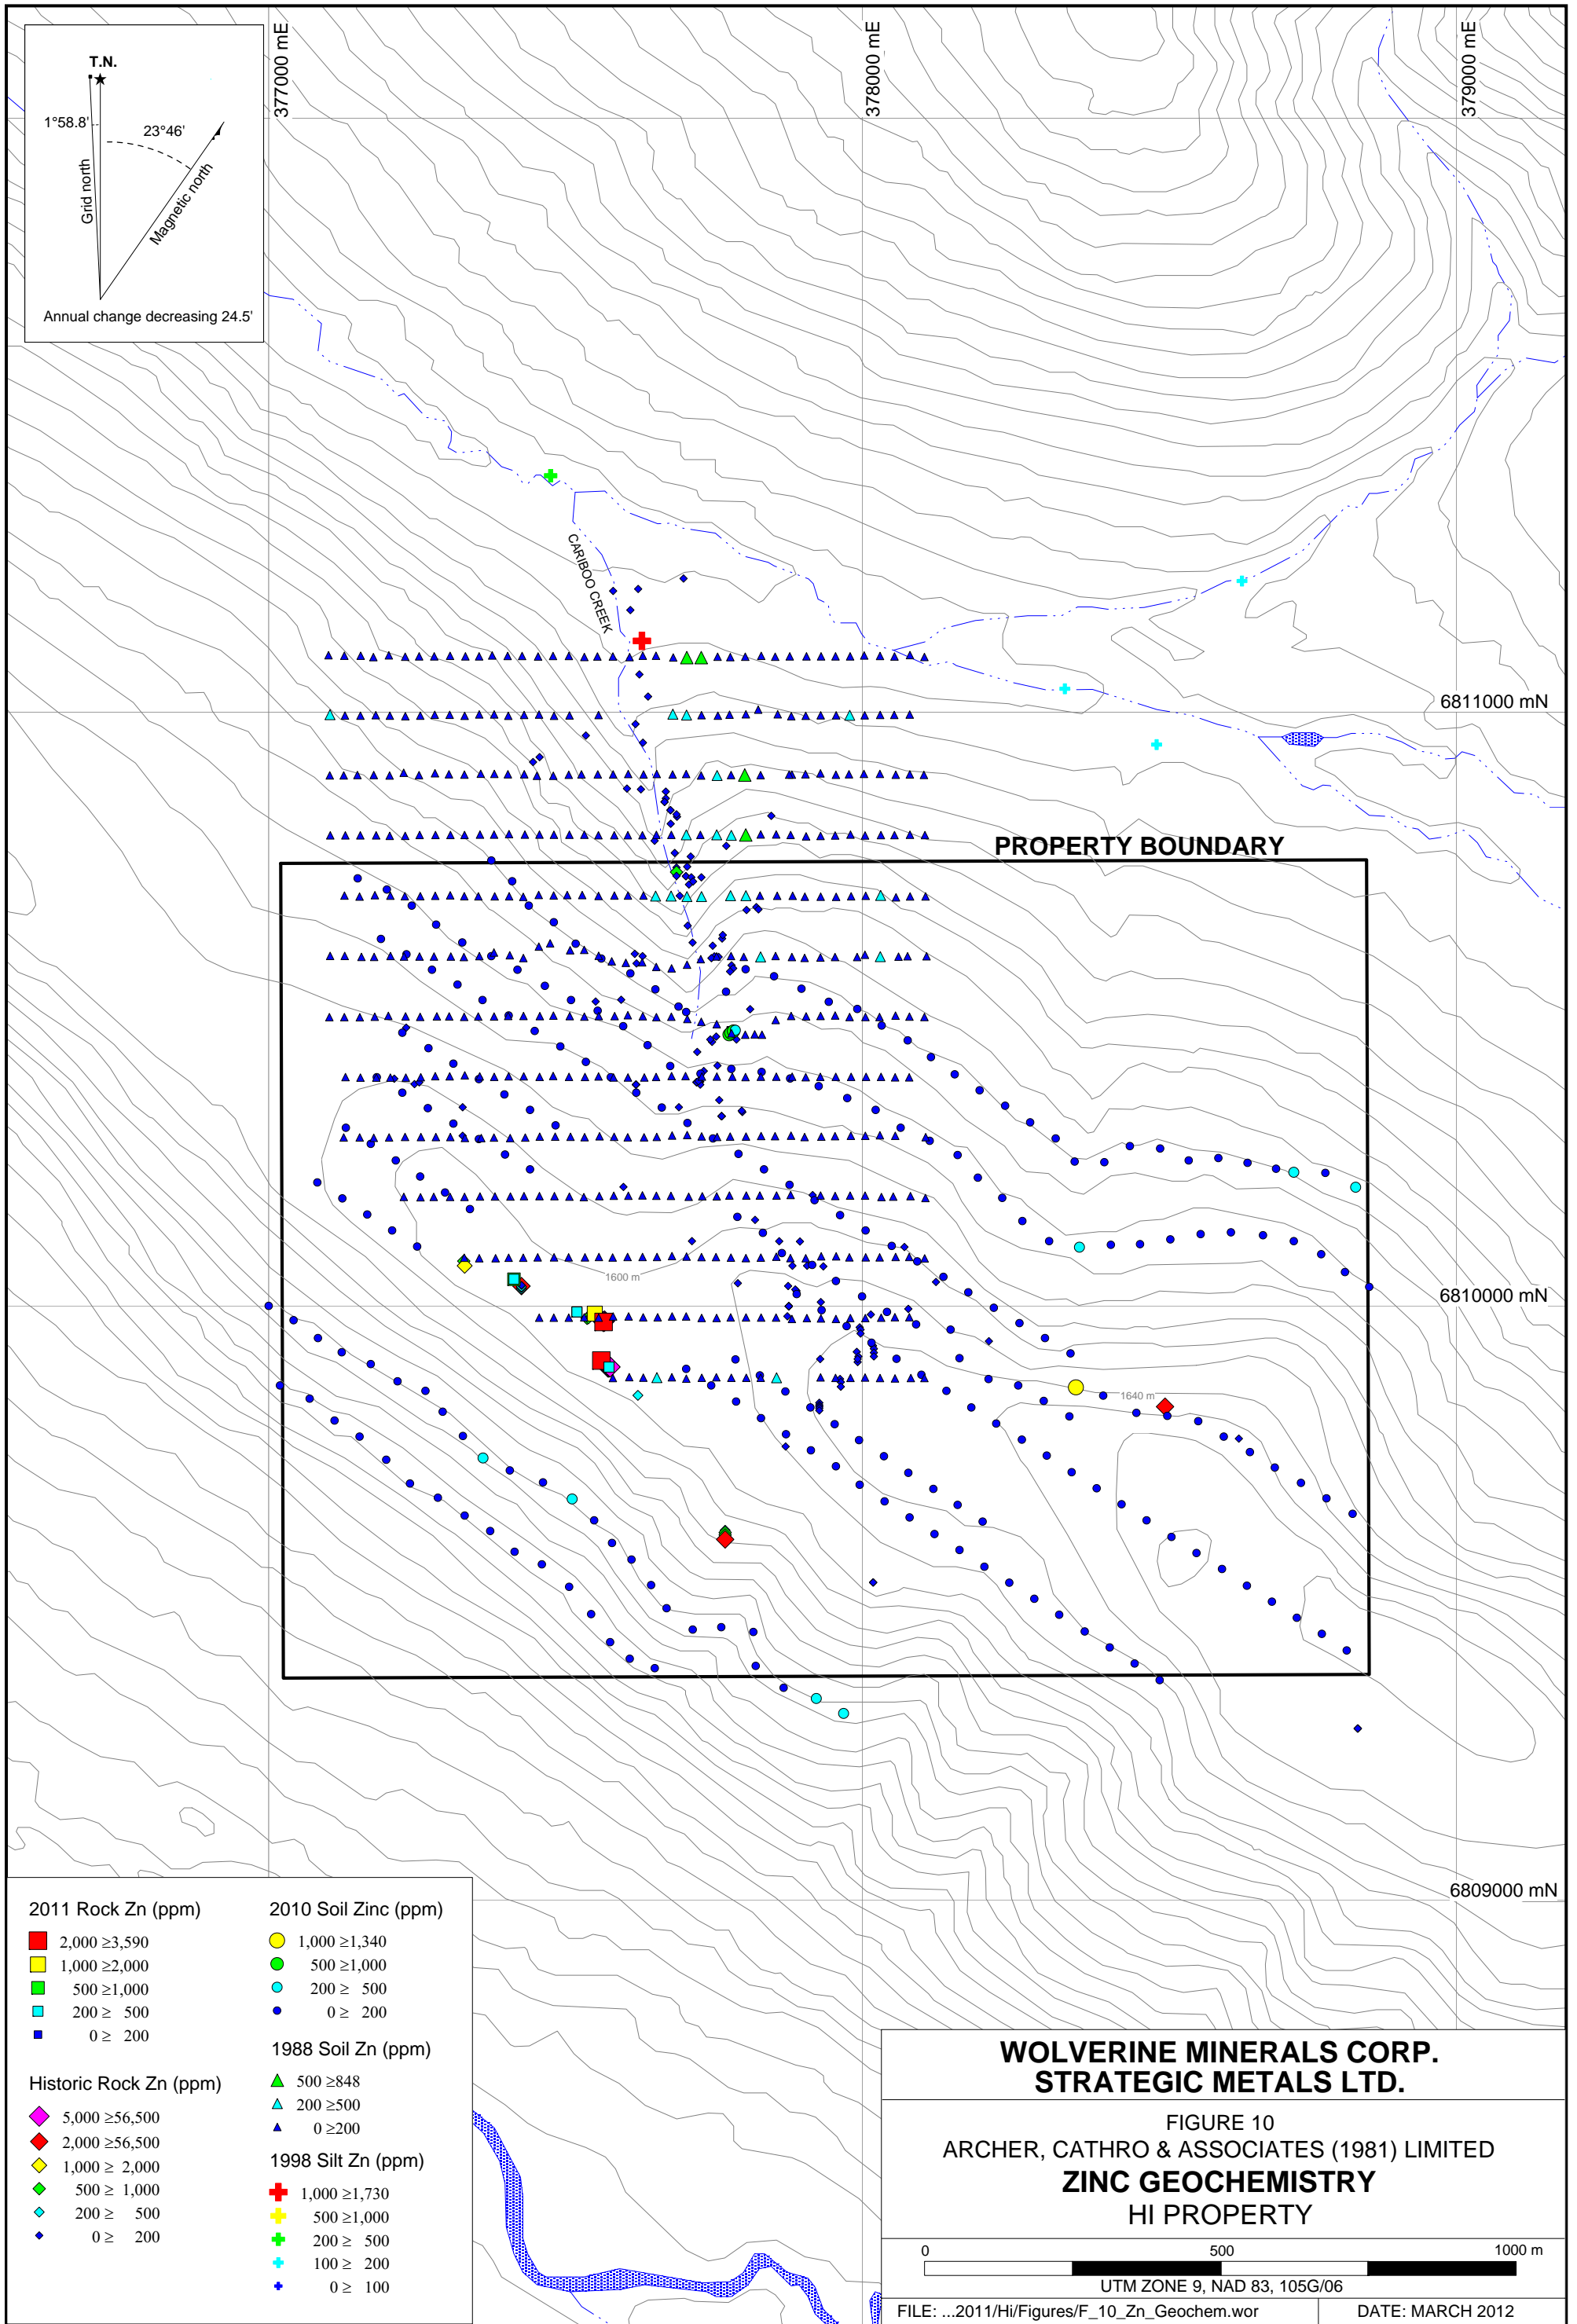 T.N.
1°58.8'
23°46'
Grid north
Magnetic north
Annual change decreasing 24.5'
377000 mE
378000 mE
379000 mE
CARIBOO CREEK
6811000 mN
PROPERTY BOUNDARY
1600 m
6810000 mN
1640 m
6809000 mN
2011 Rock Zn (ppm)
2,000 ≥3,590
1,000 ≥2,000
500 ≥1,000
200 ≥ 500
0 ≥ 200
Historic Rock Zn (ppm)
5,000 ≥56,500
2,000 ≥56,500
1,000 ≥ 2,000
500 ≥ 1,000
200 ≥ 500
0 ≥ 200
2010 Soil Zinc (ppm)
1,000 ≥1,340
500 ≥1,000
200 ≥ 500
0 ≥ 200
1988 Soil Zn (ppm)
500 ≥848
200 ≥500
0 ≥200
1998 Silt Zn (ppm)
1,000 ≥1,730
500 ≥1,000
200 ≥ 500
100 ≥ 200
0 ≥ 100
WOLVERINE MINERALS CORP.
STRATEGIC METALS LTD.
FIGURE 10
ARCHER, CATHRO & ASSOCIATES (1981) LIMITED
ZINC GEOCHEMISTRY
HI PROPERTY
0 500 1000 m
UTM ZONE 9, NAD 83, 105G/06
FILE: ...2011/Hi/Figures/F_10_Zn_Geochem.wor
DATE: MARCH 2012